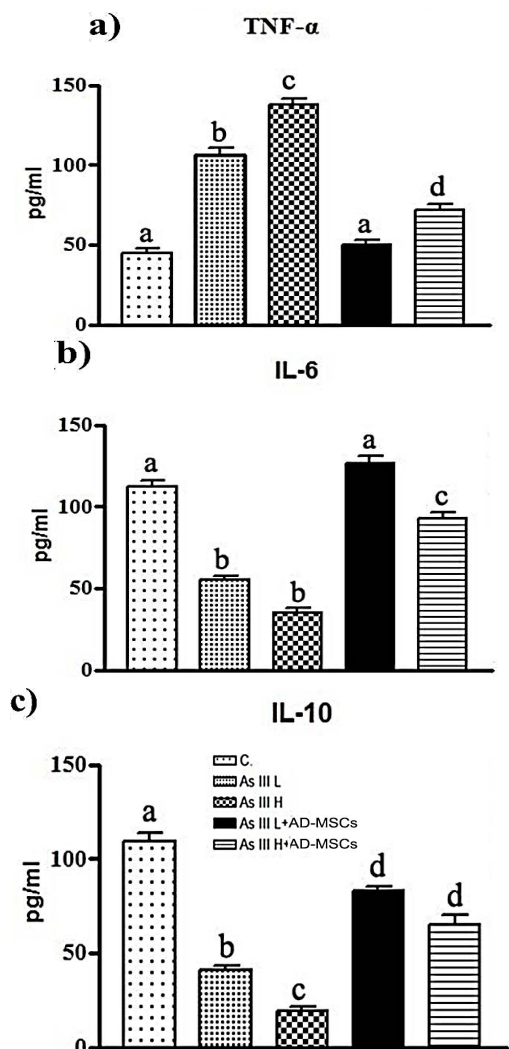 a)
TNF-α
150
100
50
0
pg/ml
a
b
c
a
d
b)
IL-6
150
100
50
0
pg/ml
a
b
b
a
c
c)
IL-10
150
100
50
0
pg/ml
C.
As III L
As III H
As III L+AD-MSCs
As III H+AD-MSCs
a
b
c
d
d